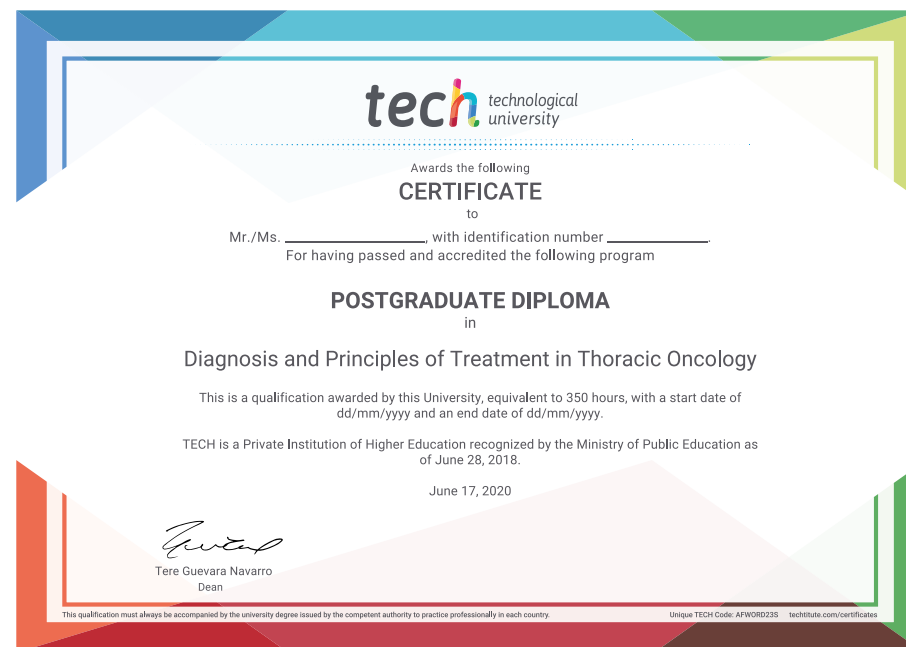 tech technological
university
Awards the following
CERTIFICATE
to
Mr./Ms. ____________________, with identification number ______________.
For having passed and accredited the following program
POSTGRADUATE DIPLOMA
in
Diagnosis and Principles of Treatment in Thoracic Oncology
This is a qualification awarded by this University, equivalent to 350 hours, with a start date of
dd/mm/yyyy and an end date of dd/mm/yyyy.
TECH is a Private Institution of Higher Education recognized by the Ministry of Public Education as
of June 28, 2018.
June 17, 2020
Tere Guevara Navarro
Dean
This qualification must always be accompanied by the university degree issued by the competent authority to practice professionally in each country.
Unique TECH Code: AFWORD23S techtitute.com/certificates